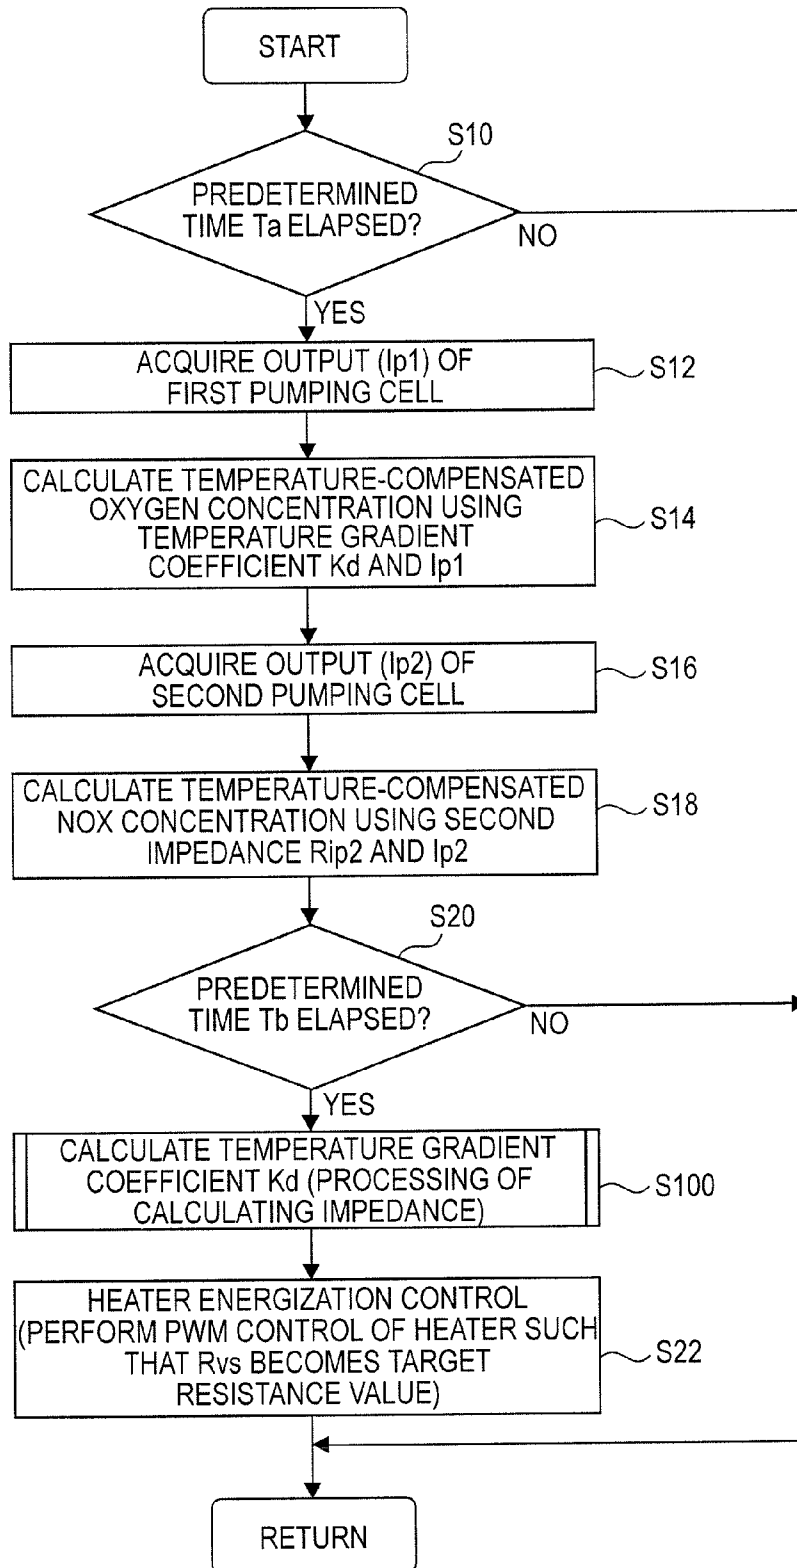 START
S10
PREDETERMINED
TIME Ta ELAPSED?
NO
YES
ACQUIRE OUTPUT (Ip1) OF
FIRST PUMPING CELL
S12
CALCULATE TEMPERATURE-COMPENSATED
OXYGEN CONCENTRATION USING
TEMPERATURE GRADIENT
COEFFICIENT Kd AND Ip1
S14
ACQUIRE OUTPUT (Ip2) OF
SECOND PUMPING CELL
S16
CALCULATE TEMPERATURE-COMPENSATED
NOX CONCENTRATION USING SECOND
IMPEDANCE Rip2 AND Ip2
S18
S20
PREDETERMINED
TIME Tb ELAPSED?
NO
YES
CALCULATE TEMPERATURE GRADIENT
COEFFICIENT Kd (PROCESSING OF
CALCULATING IMPEDANCE)
S100
HEATER ENERGIZATION CONTROL
(PERFORM PWM CONTROL OF HEATER SUCH
THAT Rvs BECOMES TARGET
RESISTANCE VALUE)
S22
RETURN